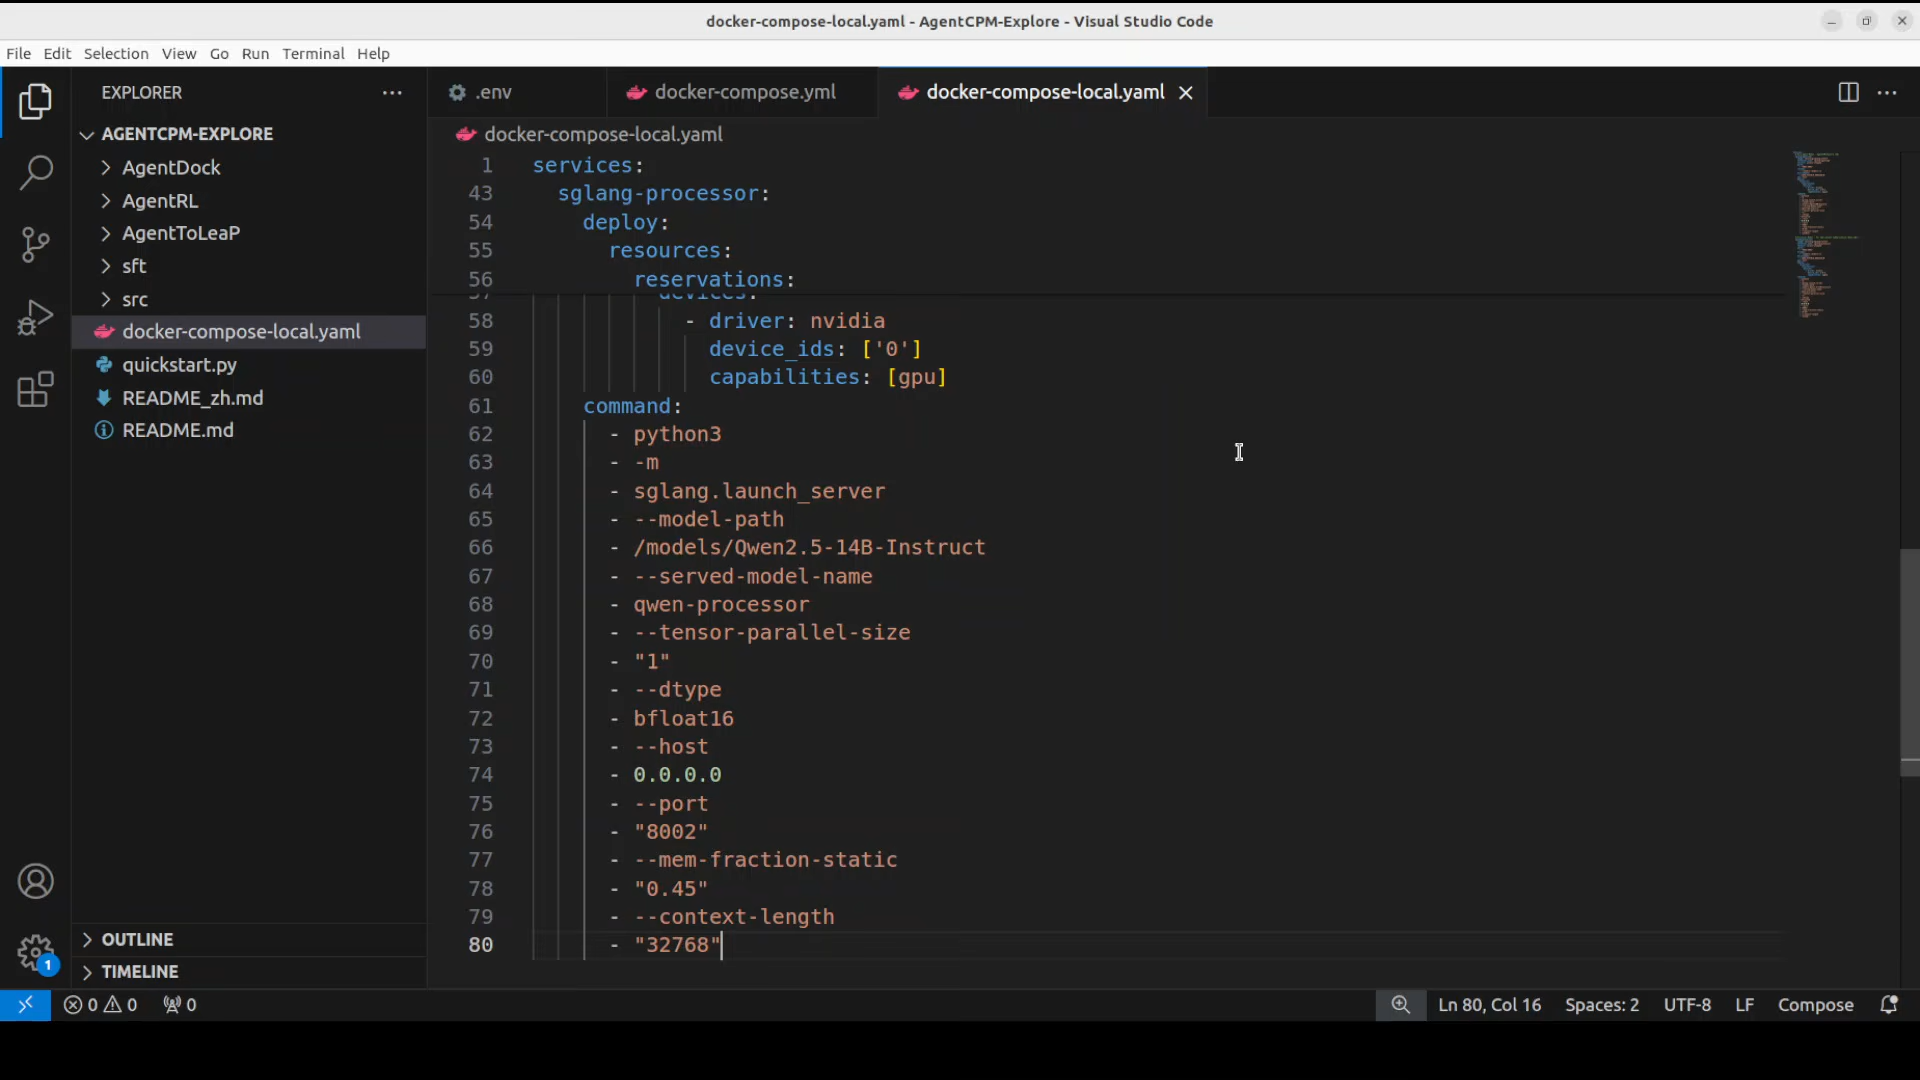 docker-compose-local.yaml - AgentCPM-Explore - Visual Studio Code
File Edit Selection View Go Run Terminal Help
EXPLORER
.env
docker-compose.yml
docker-compose-local.yaml
AGENTCPM-EXPLORE
AgentDock
AgentRL
AgentToLeaP
sft
src
docker-compose-local.yaml
quickstart.py
README_zh.md
README.md
OUTLINE
TIMELINE
docker-compose-local.yaml
1 services:
43 sglang-processor:
54 deploy:
55 resources:
56 reservations:
57 devices:
58 - driver: nvidia
59 device_ids: ['0']
60 capabilities: [gpu]
61 command:
62 - python3
63 - -m
64 - sglang.launch_server
65 - --model-path
66 - /models/Qwen2.5-14B-Instruct
67 - --served-model-name
68 - qwen-processor
69 - --tensor-parallel-size
70 - "1"
71 - --dtype
72 - bfloat16
73 - --host
74 - 0.0.0.0
75 - --port
76 - "8002"
77 - --mem-fraction-static
78 - "0.45"
79 - --context-length
80 - "32768"
1
0 0 0 Ln 80, Col 16 Spaces: 2 UTF-8 LF Compose